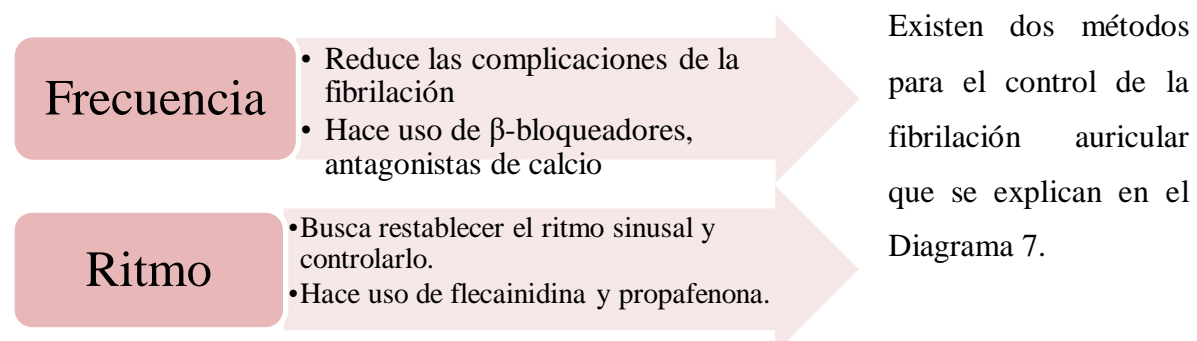 Frecuencia
• Reduce las complicaciones de la
fibrilación
• Hace uso de β-bloqueadores,
antagonistas de calcio
Ritmo
•Busca restablecer el ritmo sinusal y
controlarlo.
•Hace uso de flecainidina y propafenona.
Existen dos métodos
para el control de la
fibrilación auricular
que se explican en el
Diagrama 7.